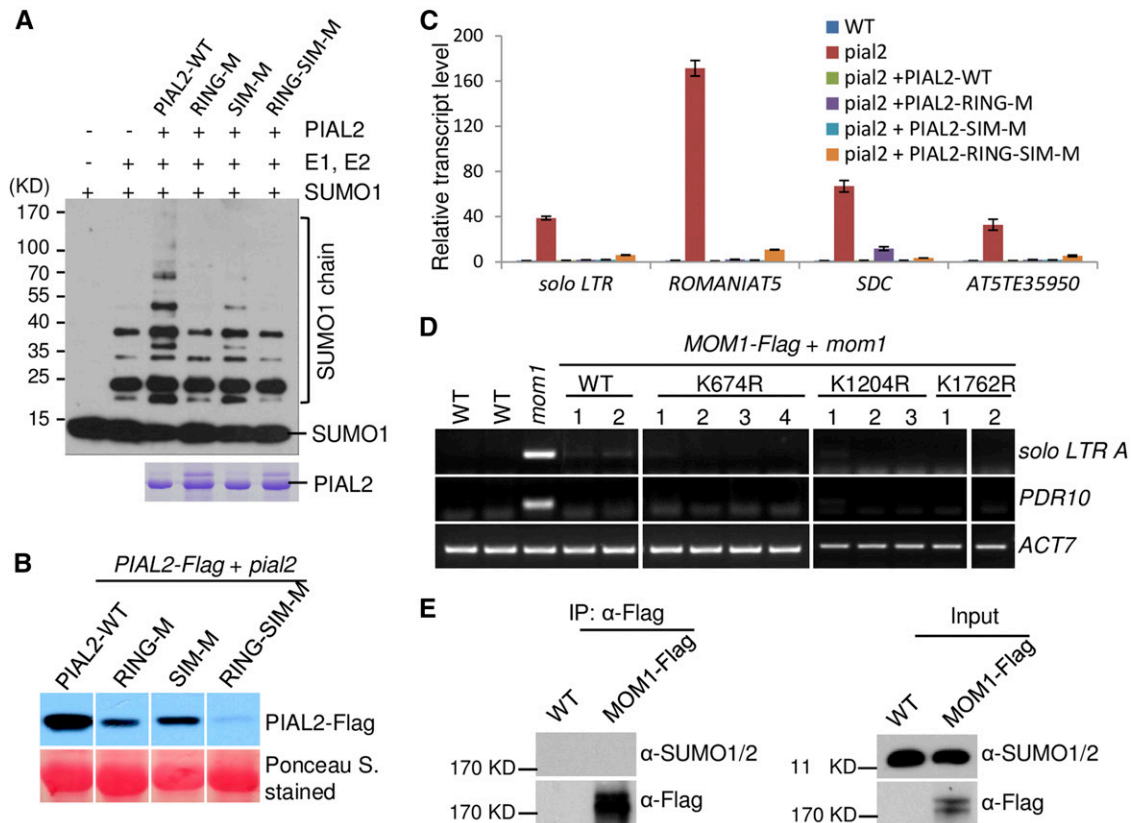 A
PIAL2-WT
RING-M
SIM-M
RING-SIM-M
- - + + + + PIAL2
- + + + + + E1, E2
(KD) + + + + + + SUMO1
170
100
70
55
40
35
25
15
SUMO1 chain
SUMO1
PIAL2
B
PIAL2-Flag + pial2
PIAL2-WT
RING-M
SIM-M
RING-SIM-M
PIAL2-Flag
Ponceau S.
stained
C
Relative transcript level
200
160
120
80
40
0
WT
pial2
pial2 +PIAL2-WT
pial2 +PIAL2-RING-M
pial2 + PIAL2-SIM-M
pial2 + PIAL2-RING-SIM-M
solo LTR
ROMANIAT5
SDC
AT5TE35950
D
MOM1-Flag + mom1
WT
WT
mom1
WT K674R K1204R K1762R
1 2 1 2 3 4 1 2 3 1 2
solo LTR A
PDR10
ACT7
E
IP: α-Flag
WT
MOM1-Flag
170 KD
α-SUMO1/2
170 KD
α-Flag
Input
WT
MOM1-Flag
11 KD
α-SUMO1/2
170 KD
α-Flag